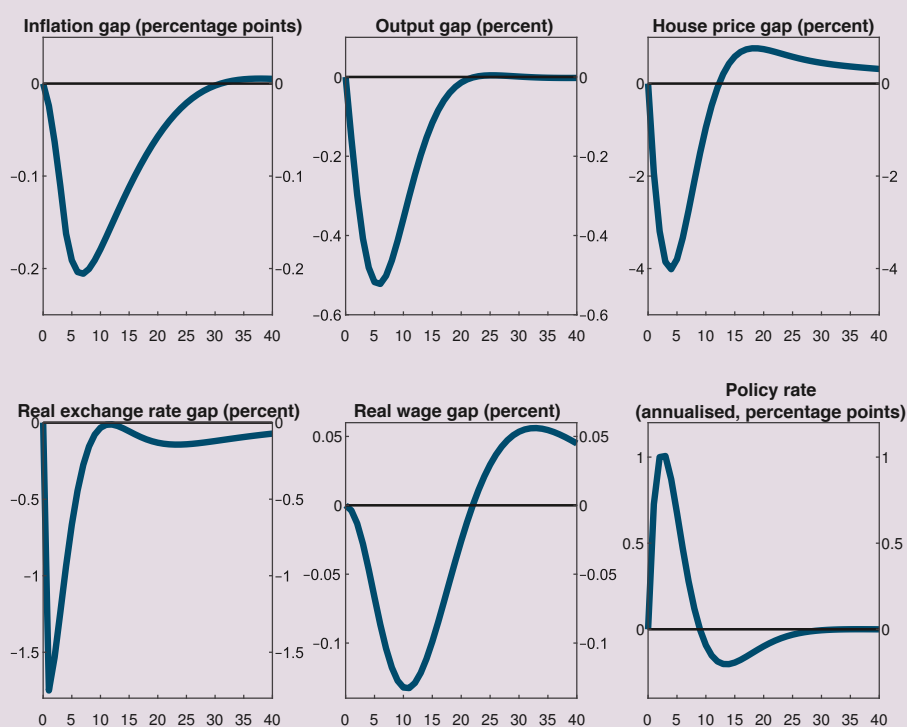 Inflation gap (percentage points)
Output gap (percent)
House price gap (percent)
0 0
−0.1 −0.1
−0.2 −0.2
0 5 10 15 20 25 30 35 40
0 0
−0.2 −0.2
−0.4 −0.4
−0.6 −0.6
0 5 10 15 20 25 30 35 40
0 0
−2 −2
−4 −4
0 5 10 15 20 25 30 35 40
Real exchange rate gap (percent)
Real wage gap (percent)
Policy rate
(annualised, percentage points)
0 0
−0.5 −0.5
−1 −1
−1.5 −1.5
0 5 10 15 20 25 30 35 40
0.05 0.05
0 0
−0.05 −0.05
−0.1 −0.1
0 5 10 15 20 25 30 35 40
1 1
0.5 0.5
0 0
0 5 10 15 20 25 30 35 40